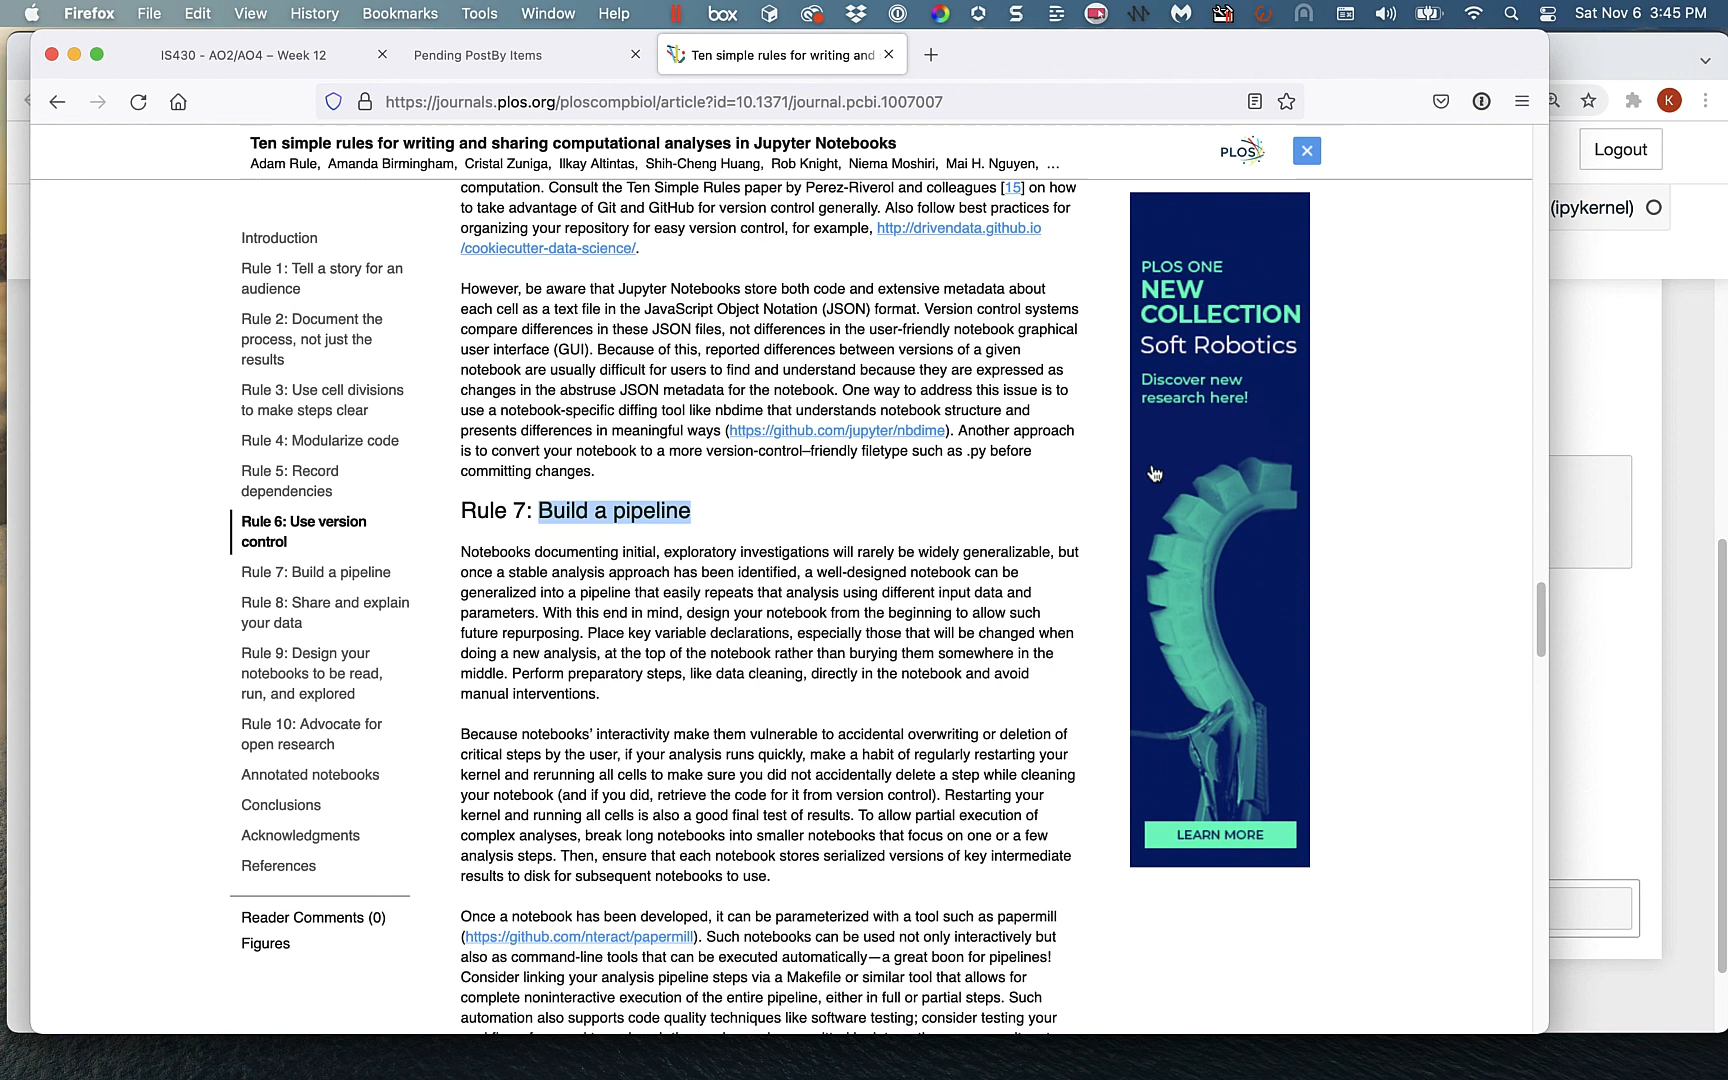 Firefox File Edit View History Bookmarks Tools Window Help box Sat Nov 6 3:45 PM
IS430 - AO2/AO4 – Week 12
Pending PostBy Items
Ten simple rules for writing and
https://journals.plos.org/ploscompbiol/article?id=10.1371/journal.pcbi.1007007
K
Logout
(ipykernel)
Ten simple rules for writing and sharing computational analyses in Jupyter Notebooks
Adam Rule, Amanda Birmingham, Cristal Zuniga, Ilkay Altintas, Shih-Cheng Huang, Rob Knight, Niema Moshiri, Mai H. Nguyen, ...
PLOS
Introduction
Rule 1: Tell a story for an
audience
Rule 2: Document the
process, not just the
results
Rule 3: Use cell divisions
to make steps clear
Rule 4: Modularize code
Rule 5: Record
dependencies
Rule 6: Use version
control
Rule 7: Build a pipeline
Rule 8: Share and explain
your data
Rule 9: Design your
notebooks to be read,
run, and explored
Rule 10: Advocate for
open research
Annotated notebooks
Conclusions
Acknowledgments
References
Reader Comments (0)
Figures
computation. Consult the Ten Simple Rules paper by Perez-Riverol and colleagues [15] on how
to take advantage of Git and GitHub for version control generally. Also follow best practices for
organizing your repository for easy version control, for example, http://drivendata.github.io
/cookiecutter-data-science/.
However, be aware that Jupyter Notebooks store both code and extensive metadata about
each cell as a text file in the JavaScript Object Notation (JSON) format. Version control systems
compare differences in these JSON files, not differences in the user-friendly notebook graphical
user interface (GUI). Because of this, reported differences between versions of a given
notebook are usually difficult for users to find and understand because they are expressed as
changes in the abstruse JSON metadata for the notebook. One way to address this issue is to
use a notebook-specific diffing tool like nbdime that understands notebook structure and
presents differences in meaningful ways (https://github.com/jupyter/nbdime). Another approach
is to convert your notebook to a more version-control–friendly filetype such as .py before
committing changes.
Rule 7: Build a pipeline
Notebooks documenting initial, exploratory investigations will rarely be widely generalizable, but
once a stable analysis approach has been identified, a well-designed notebook can be
generalized into a pipeline that easily repeats that analysis using different input data and
parameters. With this end in mind, design your notebook from the beginning to allow such
future repurposing. Place key variable declarations, especially those that will be changed when
doing a new analysis, at the top of the notebook rather than burying them somewhere in the
middle. Perform preparatory steps, like data cleaning, directly in the notebook and avoid
manual interventions.
Because notebooks' interactivity make them vulnerable to accidental overwriting or deletion of
critical steps by the user, if your analysis runs quickly, make a habit of regularly restarting your
kernel and rerunning all cells to make sure you did not accidentally delete a step while cleaning
your notebook (and if you did, retrieve the code for it from version control). Restarting your
kernel and running all cells is also a good final test of results. To allow partial execution of
complex analyses, break long notebooks into smaller notebooks that focus on one or a few
analysis steps. Then, ensure that each notebook stores serialized versions of key intermediate
results to disk for subsequent notebooks to use.
Once a notebook has been developed, it can be parameterized with a tool such as papermill
(https://github.com/nteract/papermill). Such notebooks can be used not only interactively but
also as command-line tools that can be executed automatically—a great boon for pipelines!
Consider linking your analysis pipeline steps via a Makefile or similar tool that allows for
complete noninteractive execution of the entire pipeline, either in full or partial steps. Such
automation also supports code quality techniques like software testing; consider testing your
PLOS ONE
NEW
COLLECTION
Soft Robotics
Discover new
research here!
LEARN MORE